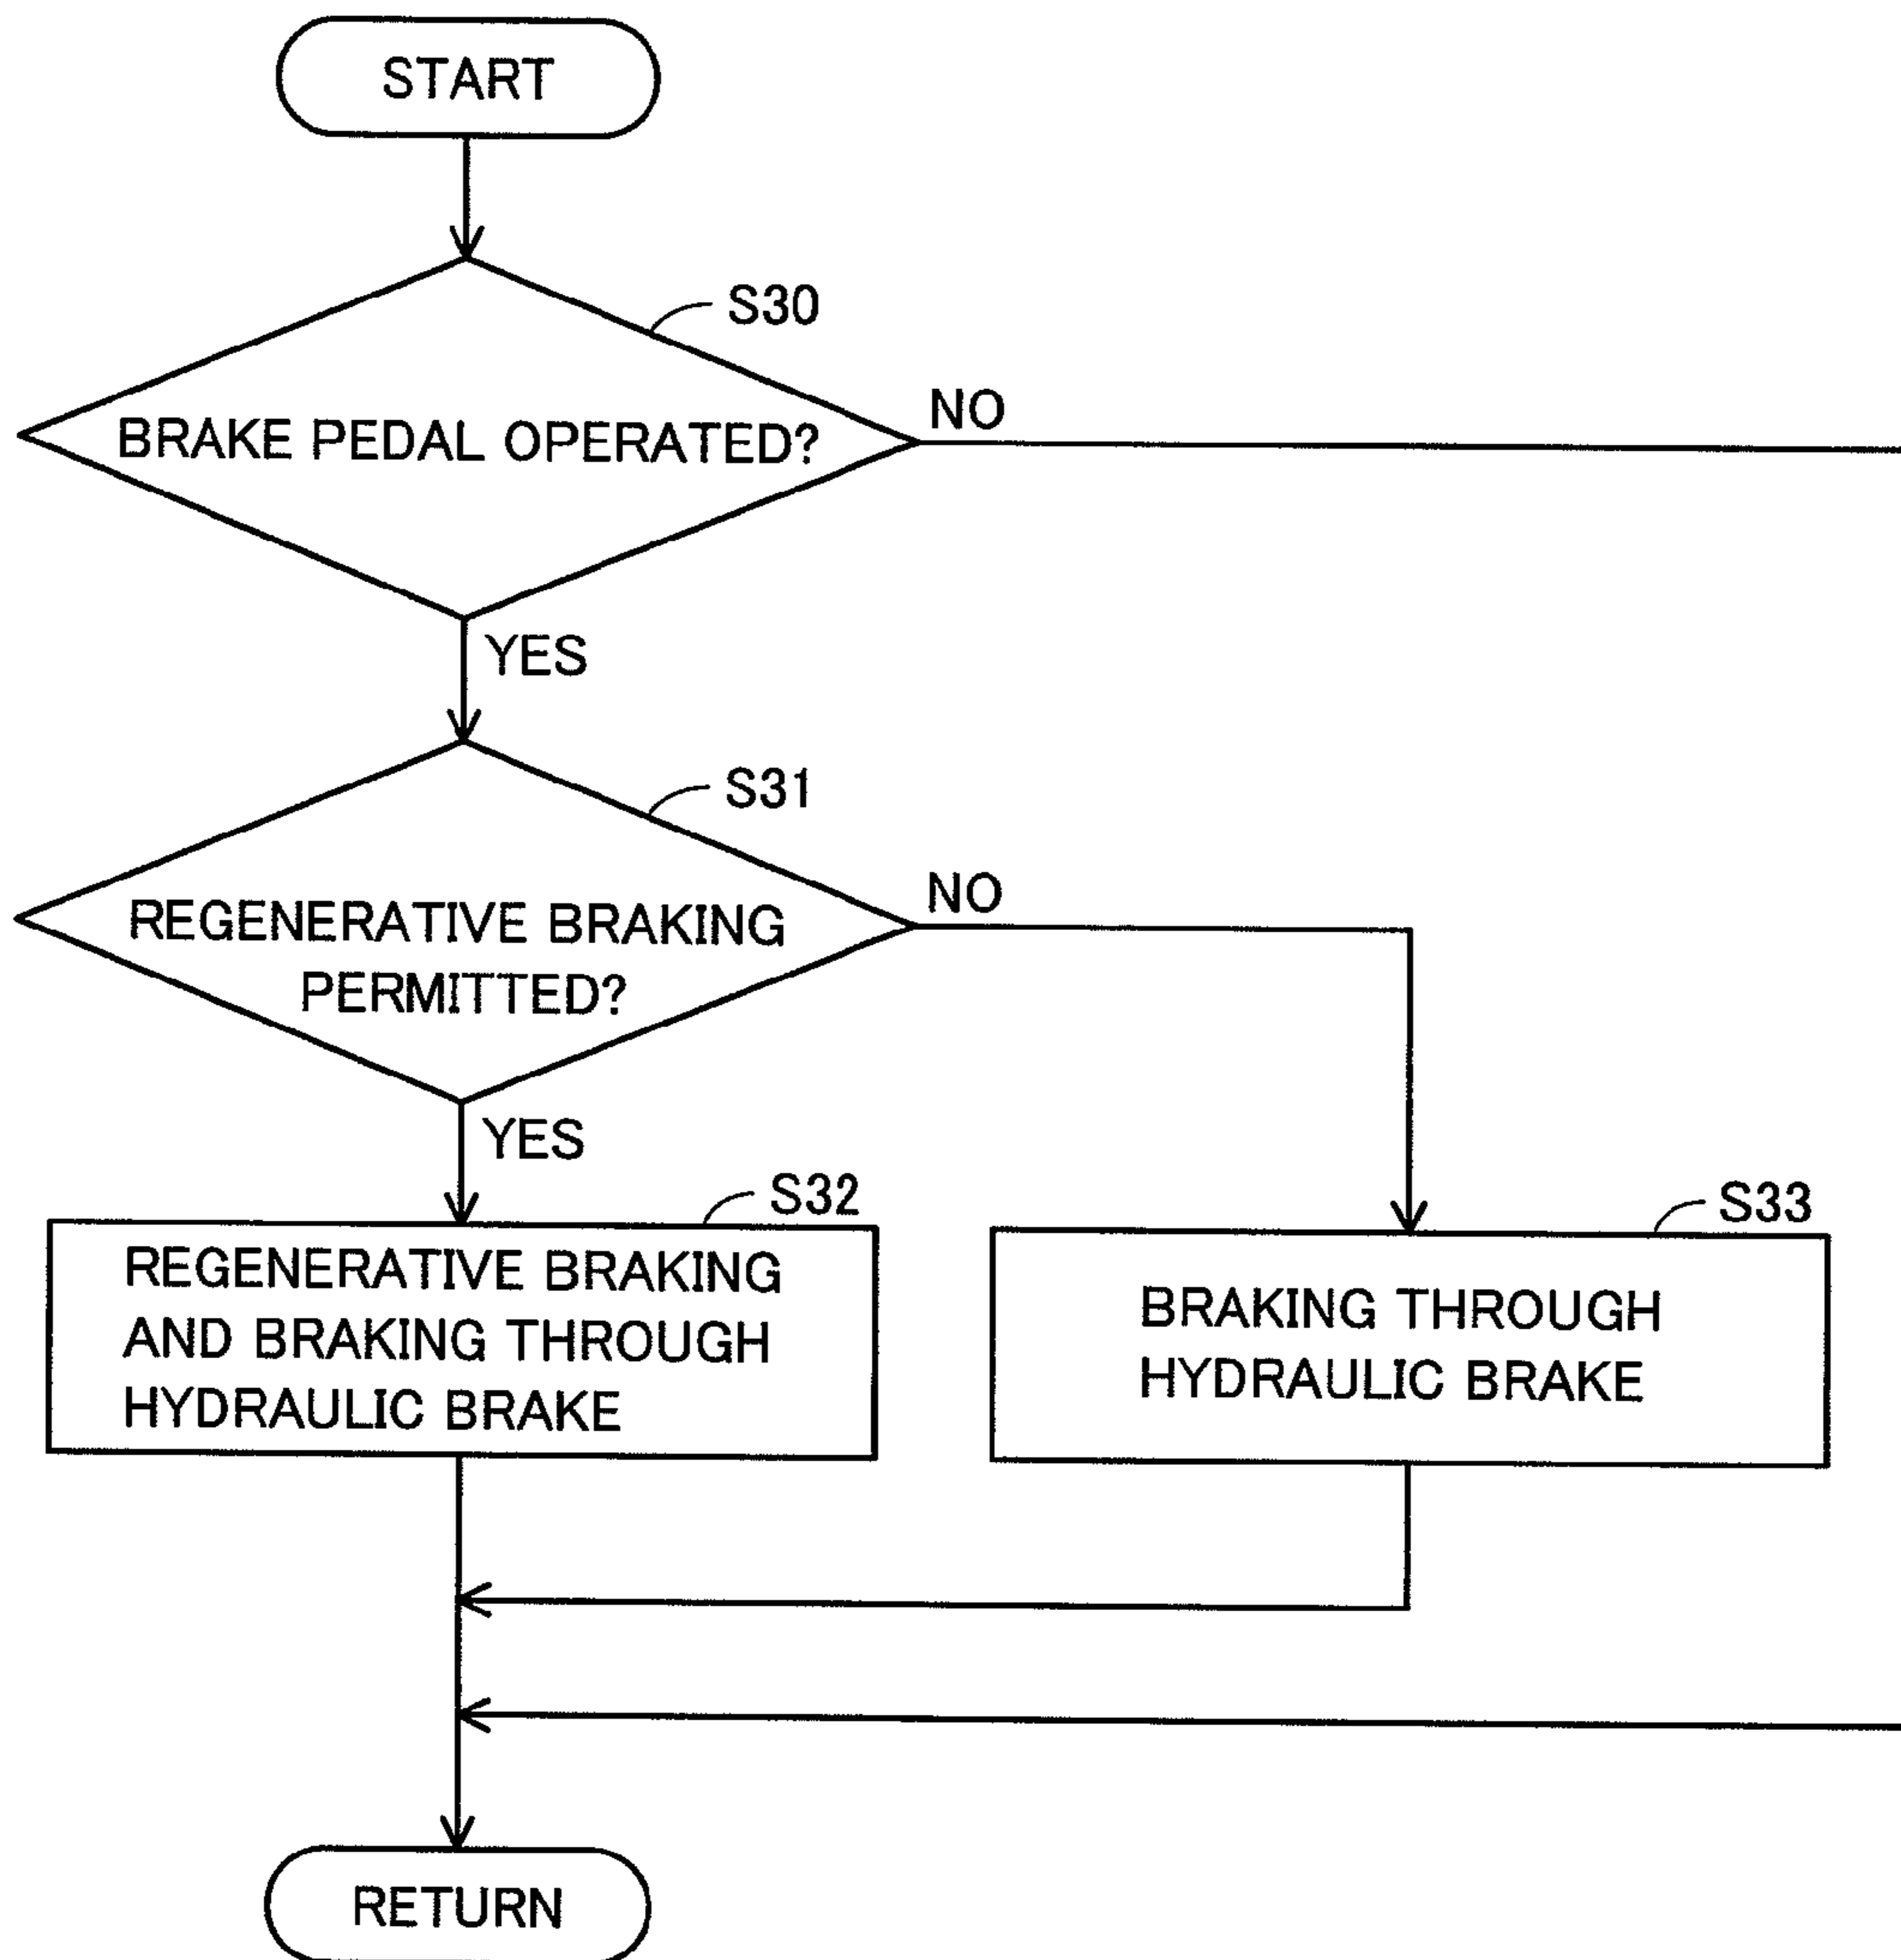 START
S30
BRAKE PEDAL OPERATED?
NO
YES
S31
REGENERATIVE BRAKING
PERMITTED?
NO
YES
S32
REGENERATIVE BRAKING
AND BRAKING THROUGH
HYDRAULIC BRAKE
S33
BRAKING THROUGH
HYDRAULIC BRAKE
RETURN